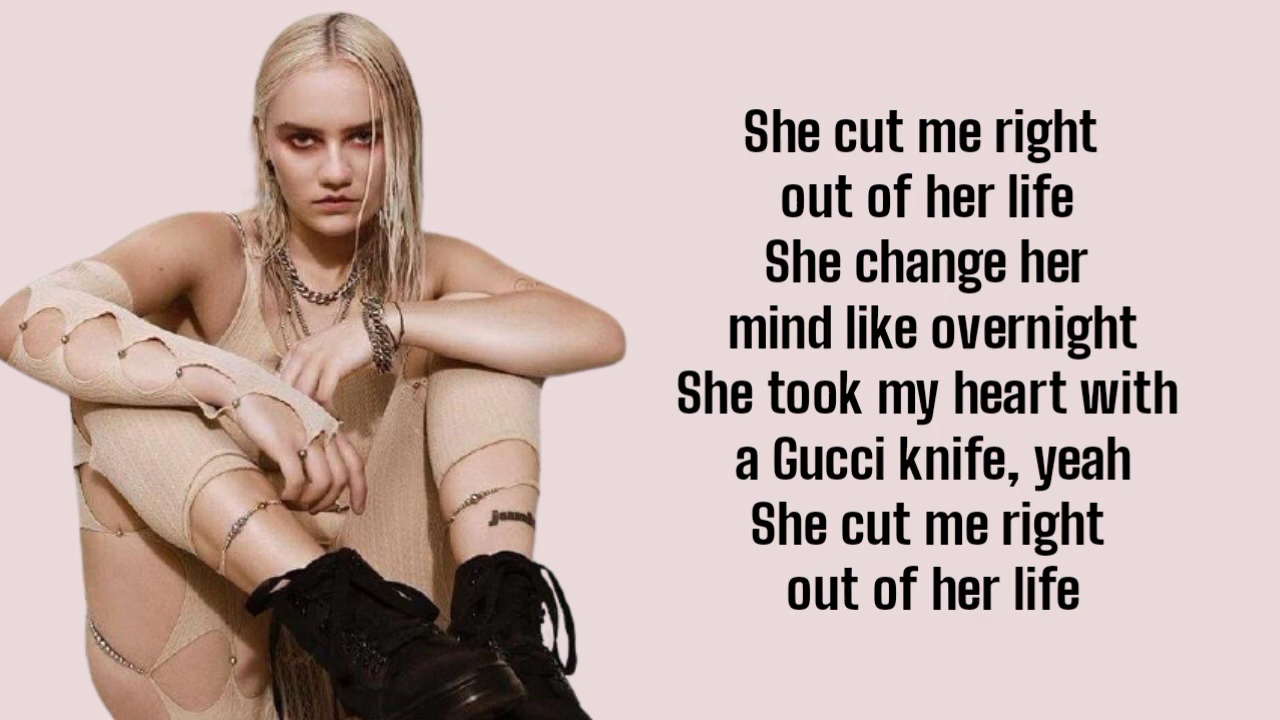 She cut me right
out of her life
She change her
mind like overnight
She took my heart with
a Gucci knife, yeah
She cut me right
out of her life